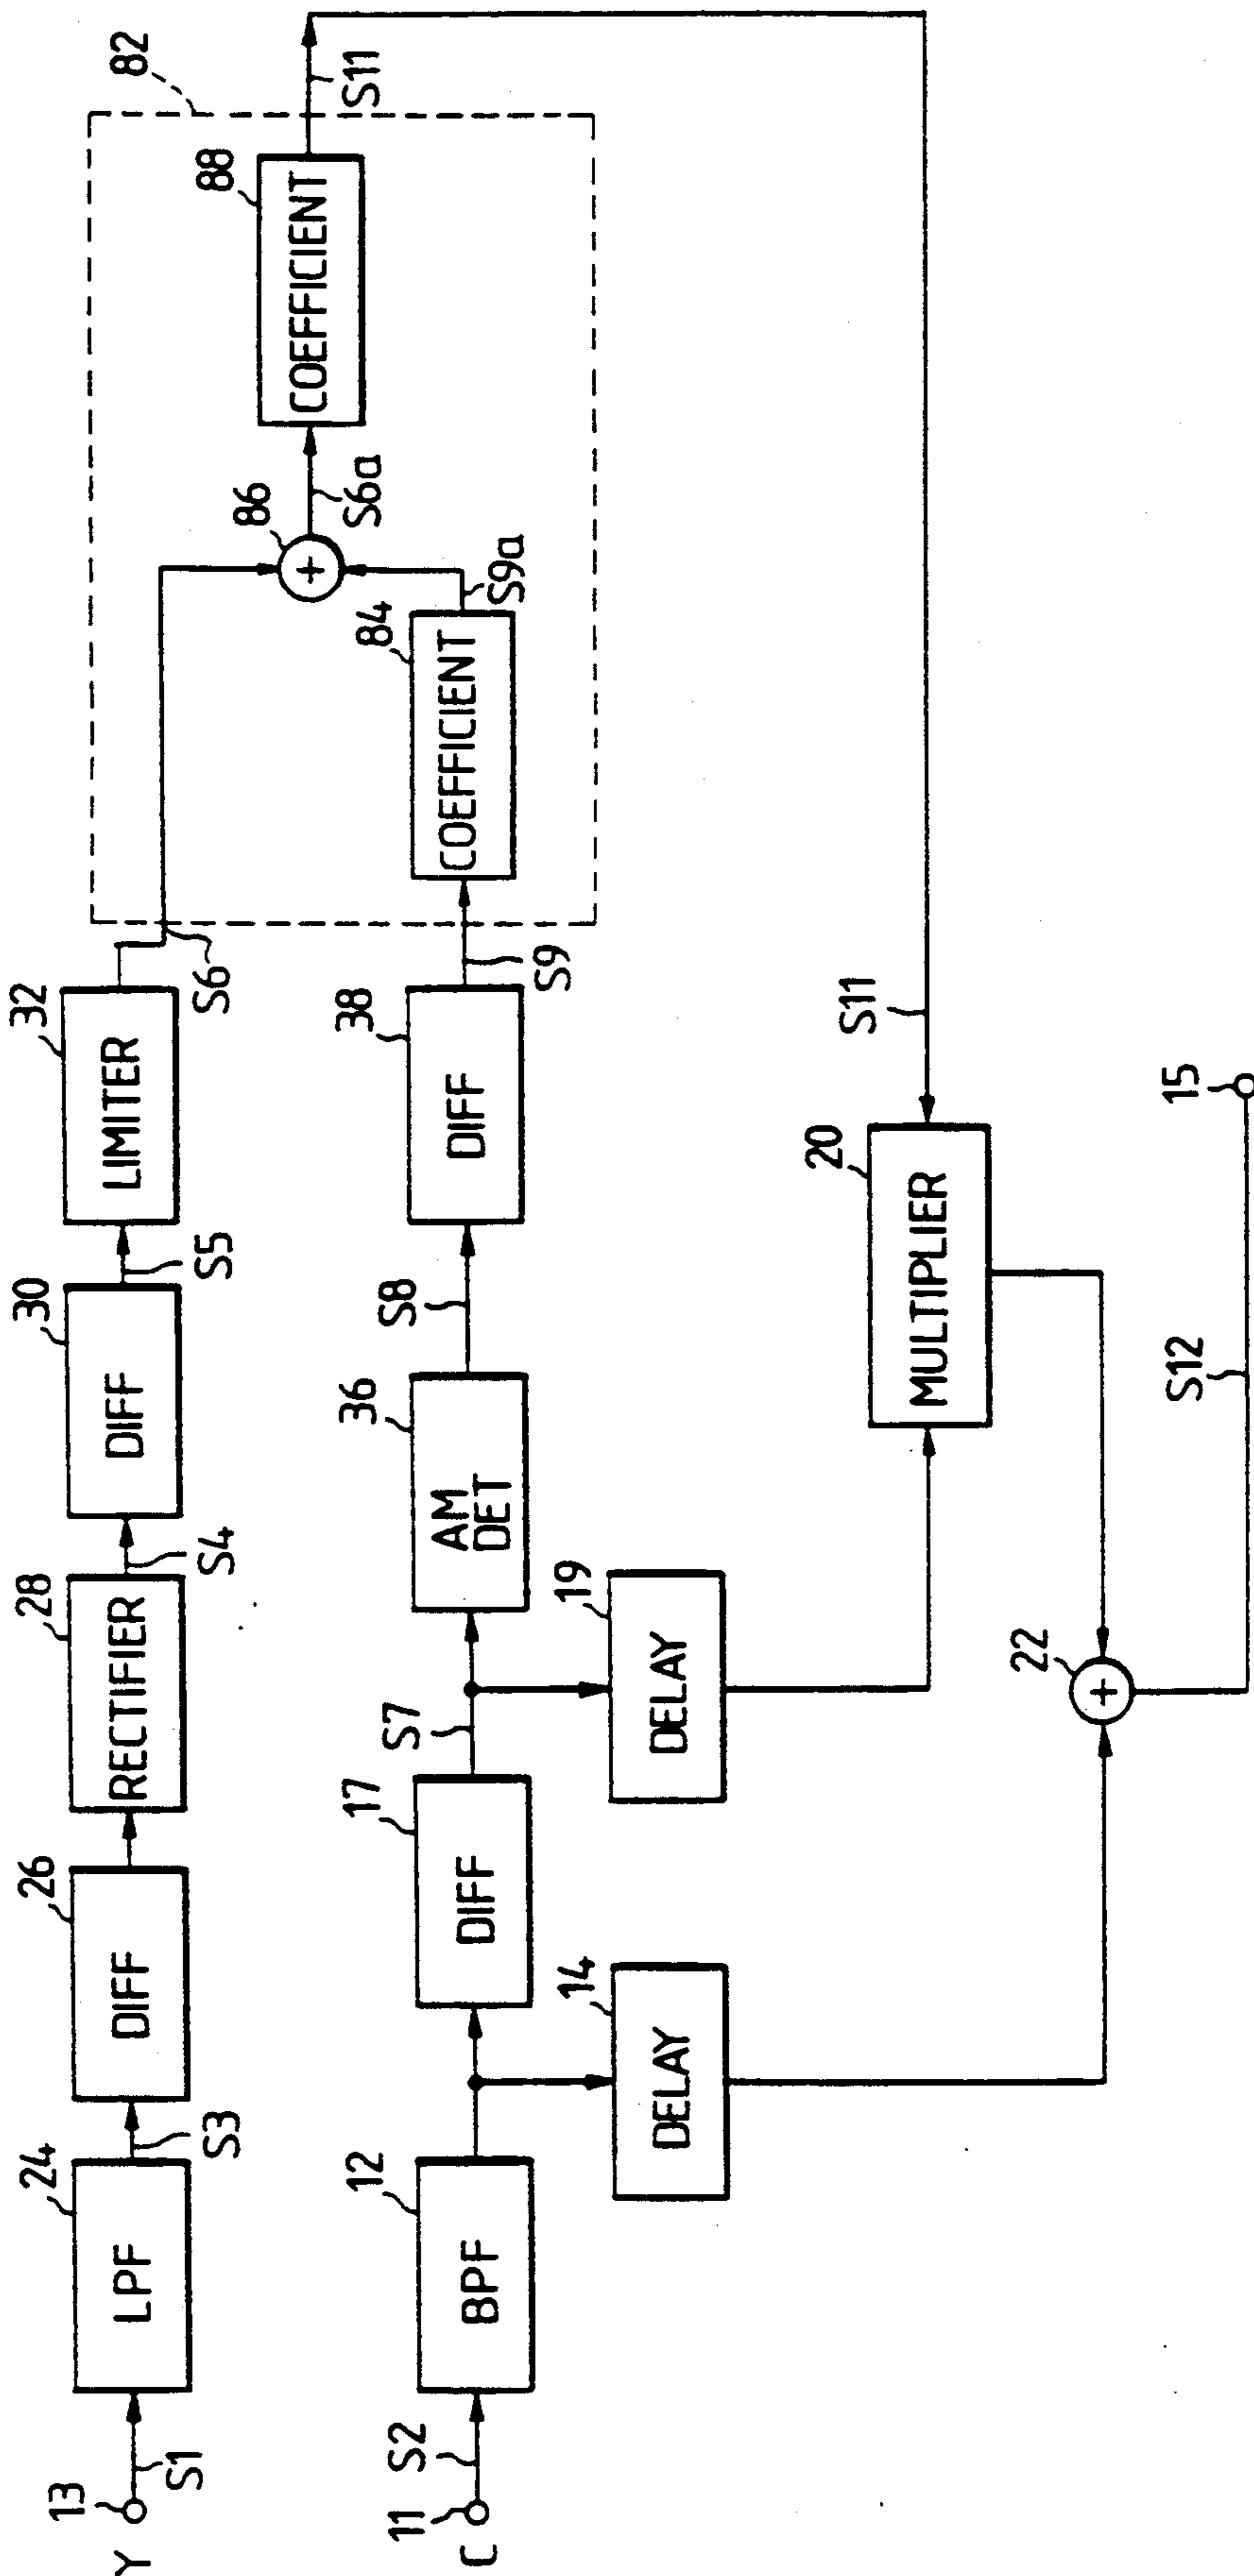 Y
13
S1
24
LPF
S3
26
DIFF
28
RECTIFIER
S4
30
DIFF
S5
32
LIMITER
S6
82
86
S6a
88
COEFFICIENT
S11
C
11
S2
12
BPF
17
DIFF
S7
36
AM
DET
S8
38
DIFF
S9
84
COEFFICIENT
S9a
+
14
DELAY
19
DELAY
20
MULTIPLIER
S11
22
+
S12
15